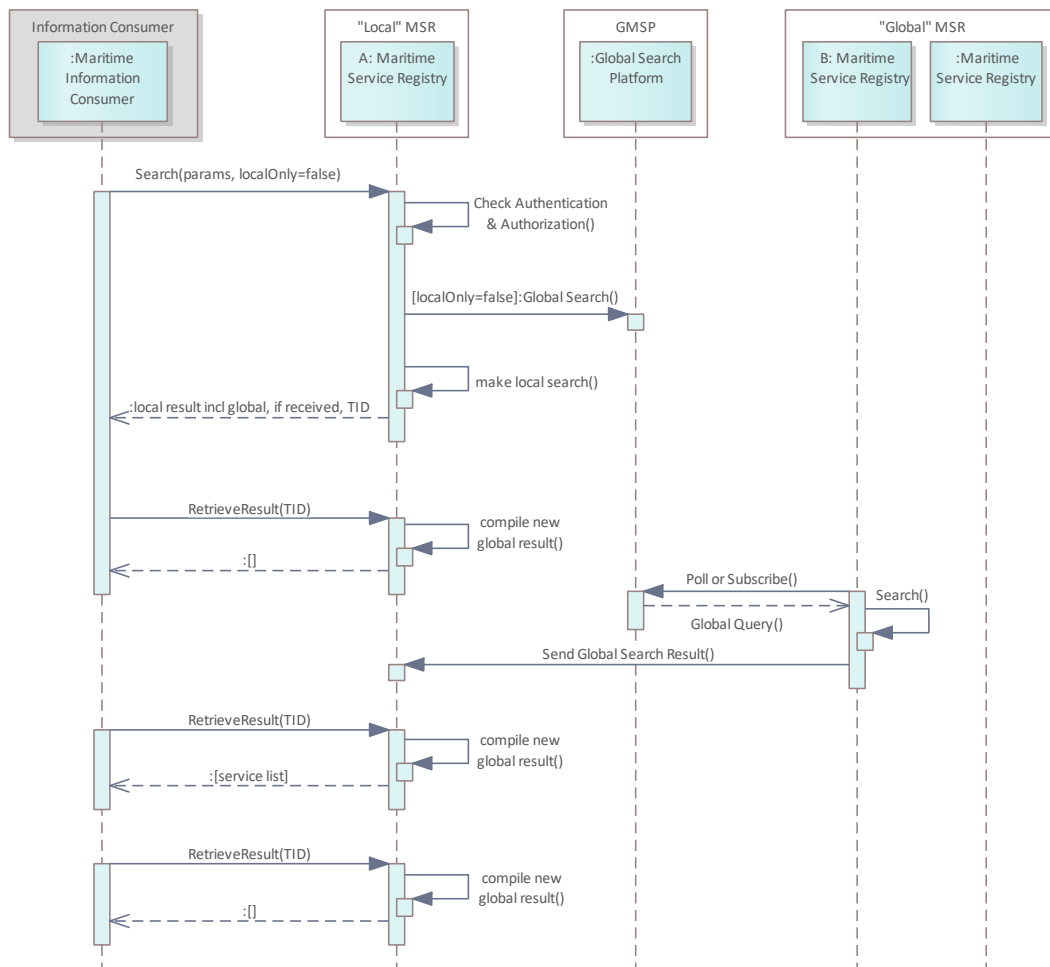 Information Consumer
:Maritime
Information
Consumer
"Local" MSR
A: Maritime
Service Registry
GMSP
:Global Search
Platform
"Global" MSR
B: Maritime
Service Registry
:Maritime
Service Registry
Search(params, localOnly=false)
Check Authentication
& Authorization()
[localOnly=false]:Global Search()
make local search()
:local result incl global, if received, TID
RetrieveResult(TID)
compile new
global result()
:[]
Poll or Subscribe()
Search()
Global Query()
Send Global Search Result()
RetrieveResult(TID)
compile new
global result()
:[service list]
RetrieveResult(TID)
compile new
global result()
:[]